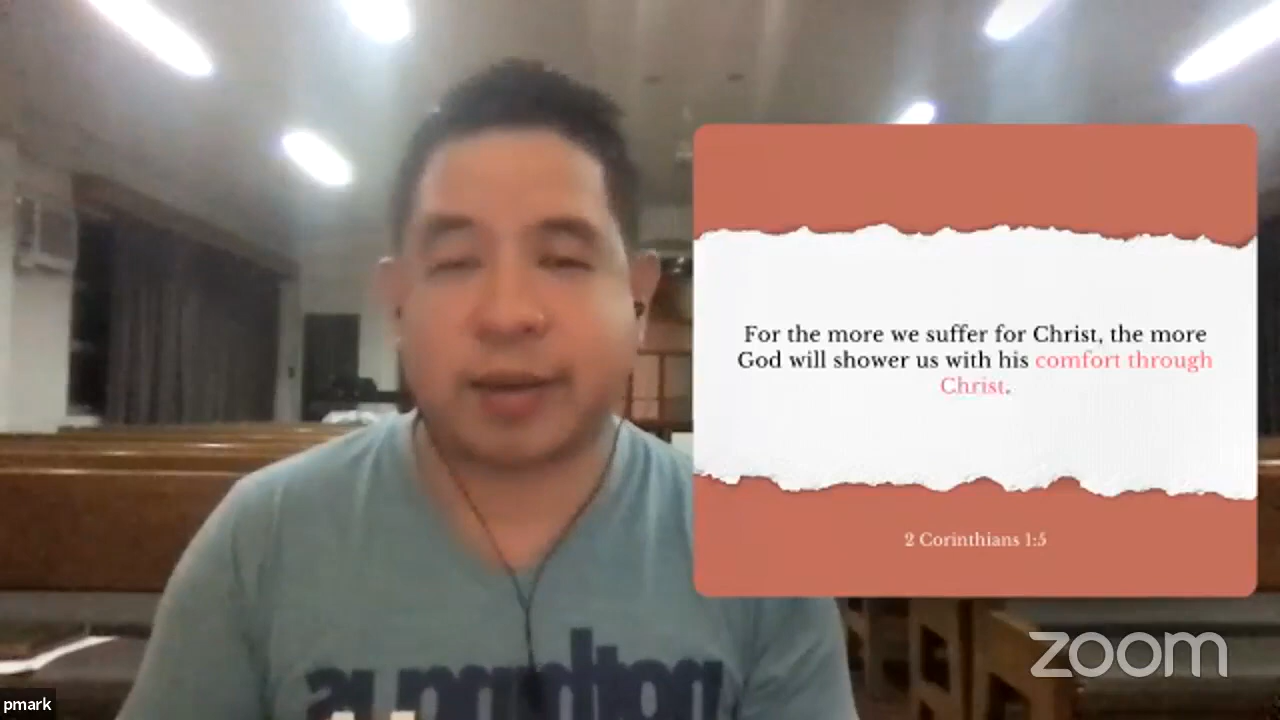 For the more we suffer for Christ, the more
God will shower us with his comfort through
Christ.
2 Corinthians 1:5
zoom
pmark